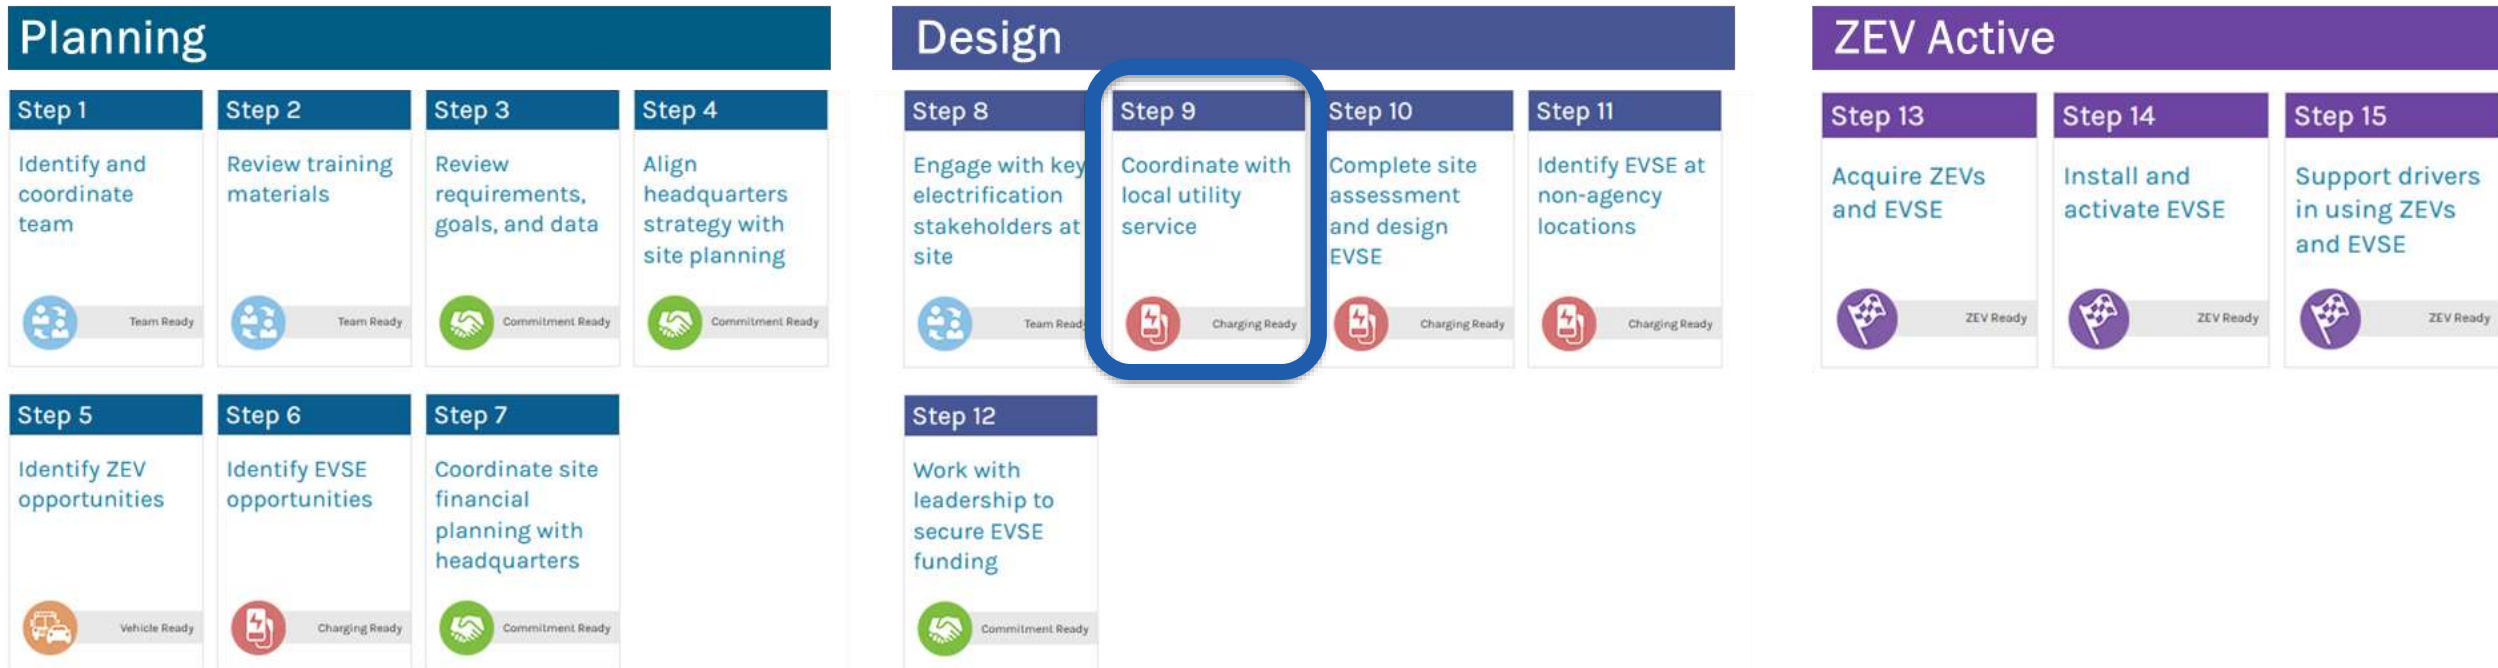 Planning
Step 1
Identify and
coordinate
team
Team Ready
Step 2
Review training
materials
Team Ready
Step 3
Review
requirements,
goals, and data
Commitment Ready
Step 4
Align
headquarters
strategy with
site planning
Commitment Ready
Step 5
Identify ZEV
opportunities
Vehicle Ready
Step 6
Identify EVSE
opportunities
Charging Ready
Step 7
Coordinate site
financial
planning with
headquarters
Commitment Ready
Design
Step 8
Engage with key
electrification
stakeholders at
site
Team Ready
Step 9
Coordinate with
local utility
service
Charging Ready
Step 10
Complete site
assessment
and design
EVSE
Charging Ready
Step 11
Identify EVSE at
non-agency
locations
Charging Ready
Step 12
Work with
leadership to
secure EVSE
funding
Commitment Ready
ZEV Active
Step 13
Acquire ZEVs
and EVSE
ZEV Ready
Step 14
Install and
activate EVSE
ZEV Ready
Step 15
Support drivers
in using ZEVs
and EVSE
ZEV Ready